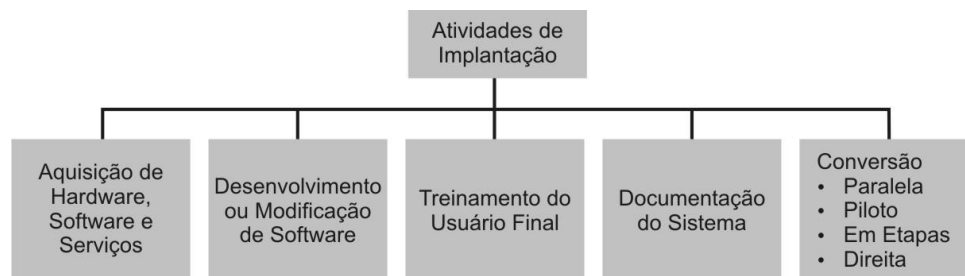 Atividades de
Implantação
Aquisição de
Hardware,
Software e
Serviços
Desenvolvimento
ou Modificação
de Software
Treinamento do
Usuário Final
Documentação
do Sistema
Conversão
• Paralela
• Piloto
• Em Etapas
• Direita